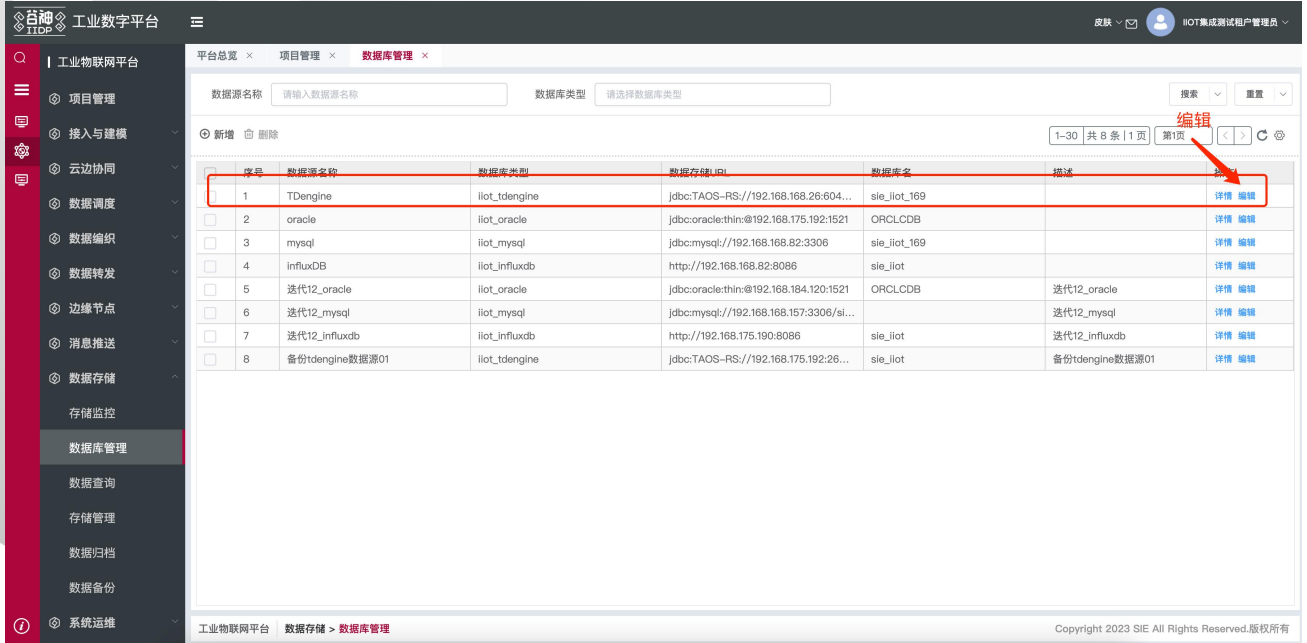 谷神 IIDP 工业数字平台 皮肤 IIOT集成测试租户管理员
工业物联网平台
项目管理
接入与建模
云边协同
数据调度
数据编织
数据转发
边缘节点
消息推送
数据存储
存储监控
数据库管理
数据查询
存储管理
数据归档
数据备份
系统运维
平台总览 × 项目管理 × 数据库管理 ×
数据源名称 请输入数据源名称 数据库类型 请选择数据库类型 搜索 重置
编辑
新增 删除 1-30 共 8 条 1 页 第1页
序号 数据源名称 数据库类型 数据存储URL 数据库名 描述
1 TDengine iiot_tdengine jdbc:TAOS-RS://192.168.168.26:604... sie_iiot_169 详情 编辑
2 oracle iiot_oracle jdbc:oracle:thin:@192.168.175.192:1521 ORCLCDB 详情 编辑
3 mysql iiot_mysql jdbc:mysql://192.168.168.82:3306 sie_iiot_169 详情 编辑
4 influxDB iiot_influxdb http://192.168.168.82:8086 sie_iiot 详情 编辑
5 迭代12_oracle iiot_oracle jdbc:oracle:thin:@192.168.184.120:1521 ORCLCDB 迭代12_oracle 详情 编辑
6 迭代12_mysql iiot_mysql jdbc:mysql://192.168.168.157:3306/si... 迭代12_mysql 详情 编辑
7 迭代12_influxdb iiot_influxdb http://192.168.175.190:8086 sie_iiot 迭代12_influxdb 详情 编辑
8 备份tdengine数据源01 iiot_tdengine jdbc:TAOS-RS://192.168.175.192:26... sie_iiot 备份tdengine数据源01 详情 编辑
工业物联网平台 数据存储 > 数据库管理 Copyright 2023 SIE All Rights Reserved.版权所有